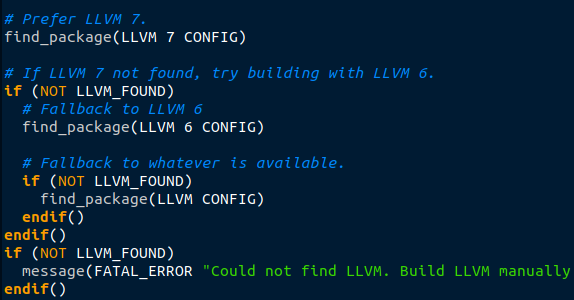 # Prefer LLVM 7.
find_package(LLVM 7 CONFIG)
# If LLVM 7 not found, try building with LLVM 6.
if (NOT LLVM_FOUND)
# Fallback to LLVM 6
find_package(LLVM 6 CONFIG)
# Fallback to whatever is available.
if (NOT LLVM_FOUND)
find_package(LLVM CONFIG)
endif()
endif()
if (NOT LLVM_FOUND)
message(FATAL_ERROR "Could not find LLVM. Build LLVM manually
endif()